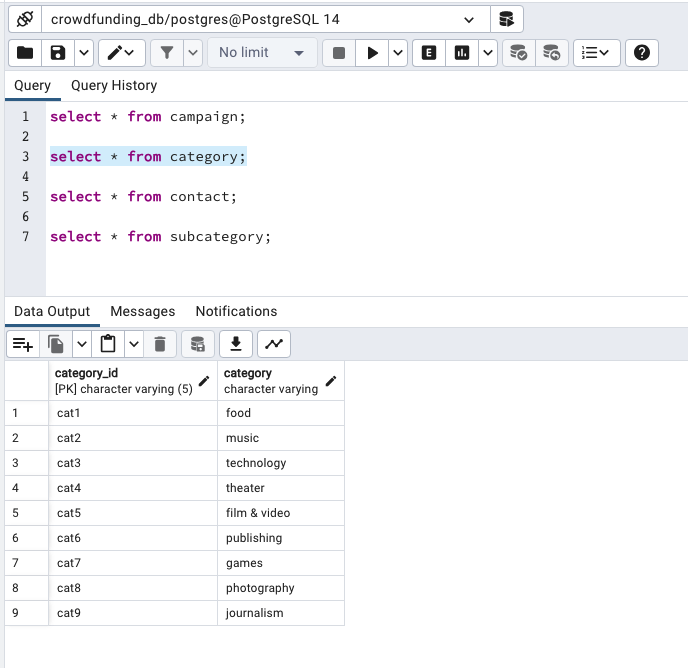 crowdfunding_db/postgres@PostgreSQL 14
No limit
E
Query Query History
1 select * from campaign;
2
3 select * from category;
4
5 select * from contact;
6
7 select * from subcategory;
Data Output Messages Notifications
category_id category
[PK] character varying (5) character varying
1 cat1 food
2 cat2 music
3 cat3 technology
4 cat4 theater
5 cat5 film & video
6 cat6 publishing
7 cat7 games
8 cat8 photography
9 cat9 journalism